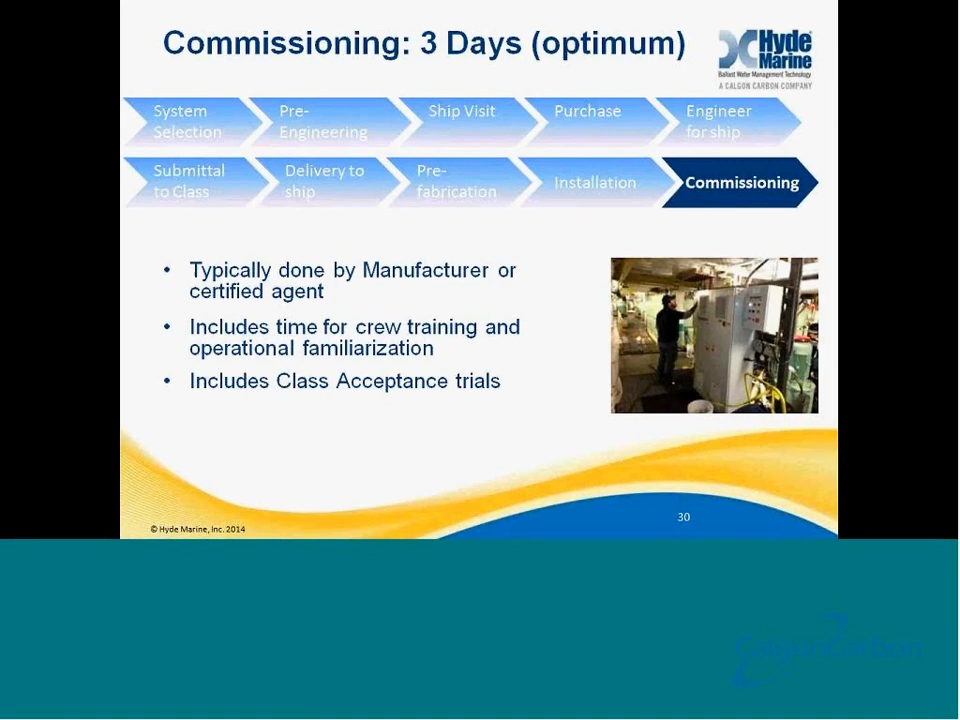 Commissioning: 3 Days (optimum)
Hyde
Marine
Ballast Water Management Technology
A CALGON CARBON COMPANY
System
Selection
Pre-
Engineering
Ship Visit
Purchase
Engineer
for ship
Submittal
to Class
Delivery to
ship
Pre-
fabrication
Installation
Commissioning
• Typically done by Manufacturer or
certified agent
• Includes time for crew training and
operational familiarization
• Includes Class Acceptance trials
30
© Hyde Marine, Inc. 2014
CalgonCarbon